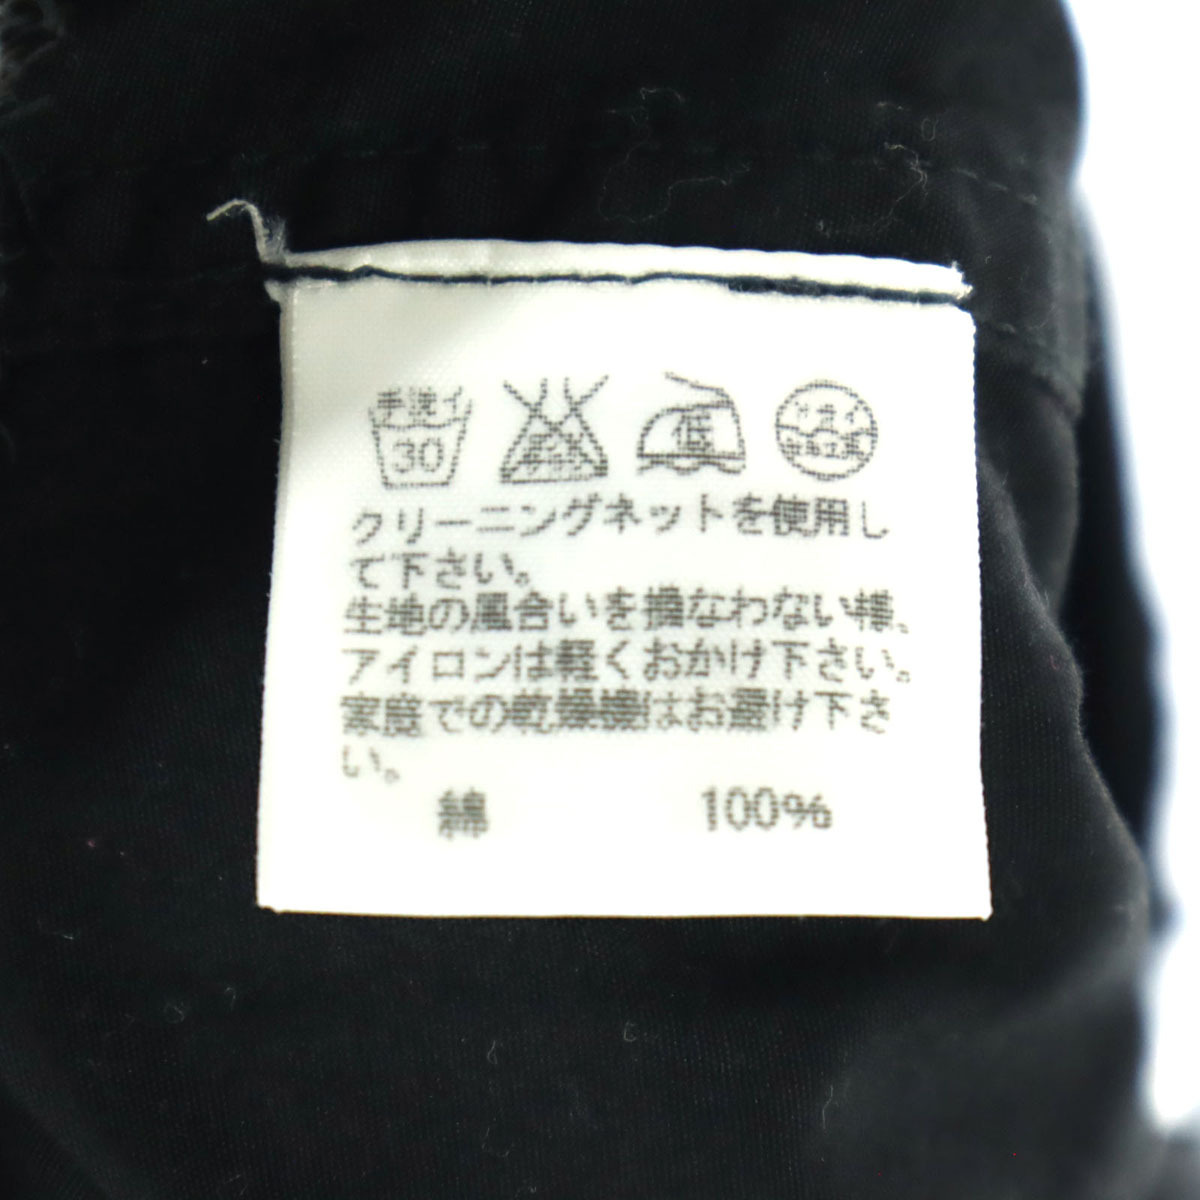 手洗イ 低 ドライ
30
クリーニングネットを使用し
て下さい。
生地の風合いを損なわない様、
アイロンは軽くおかけ下さい。
家庭での乾燥機はお避け下さ
い。
綿 100%